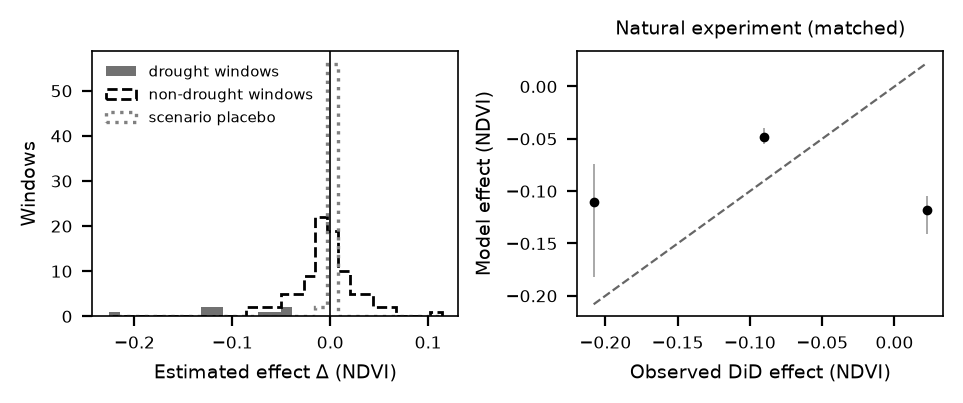 drought windows
non-drought windows
scenario placebo
Windows
50
40
30
20
10
0
−0.2
−0.1
0.0
0.1
Estimated effect Δ (NDVI)
Natural experiment (matched)
Model effect (NDVI)
0.00
−0.05
−0.10
−0.15
−0.20
−0.20
−0.15
−0.10
−0.05
0.00
Observed DiD effect (NDVI)